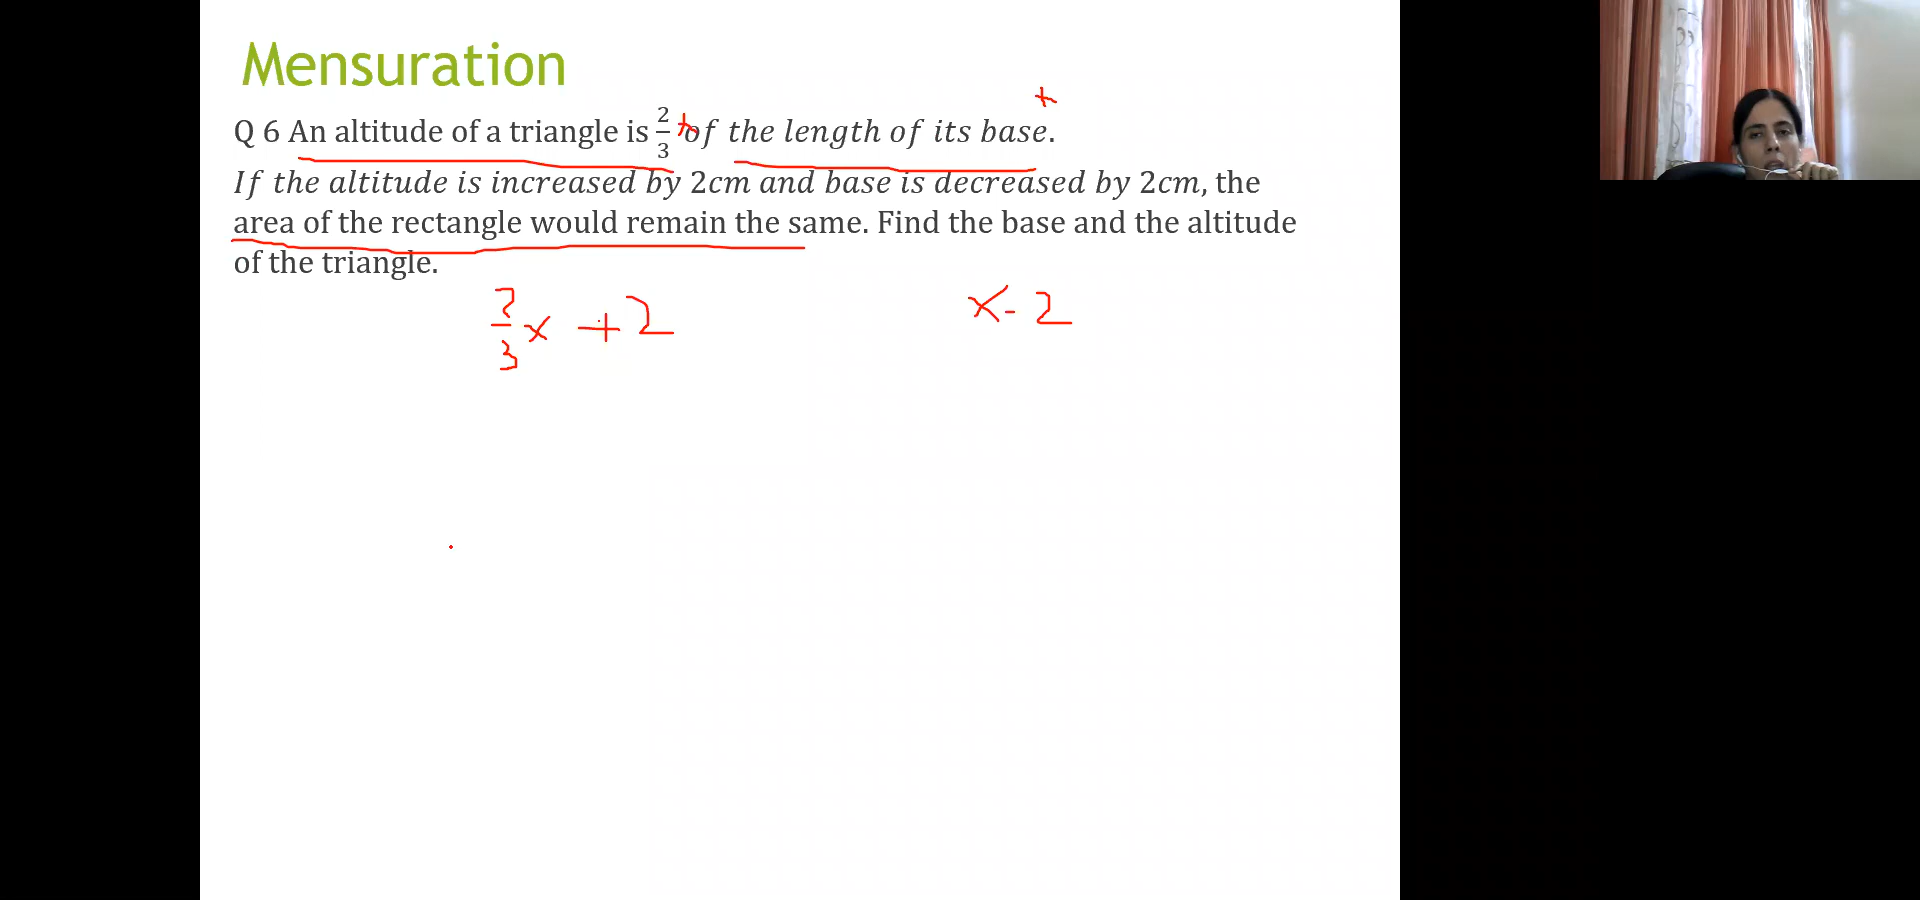 Mensuration
x
Q 6 An altitude of a triangle is 2/3 x of the length of its base.
If the altitude is increased by 2cm and base is decreased by 2cm, the
area of the rectangle would remain the same. Find the base and the altitude
of the triangle.
2/3 x + 2 x - 2